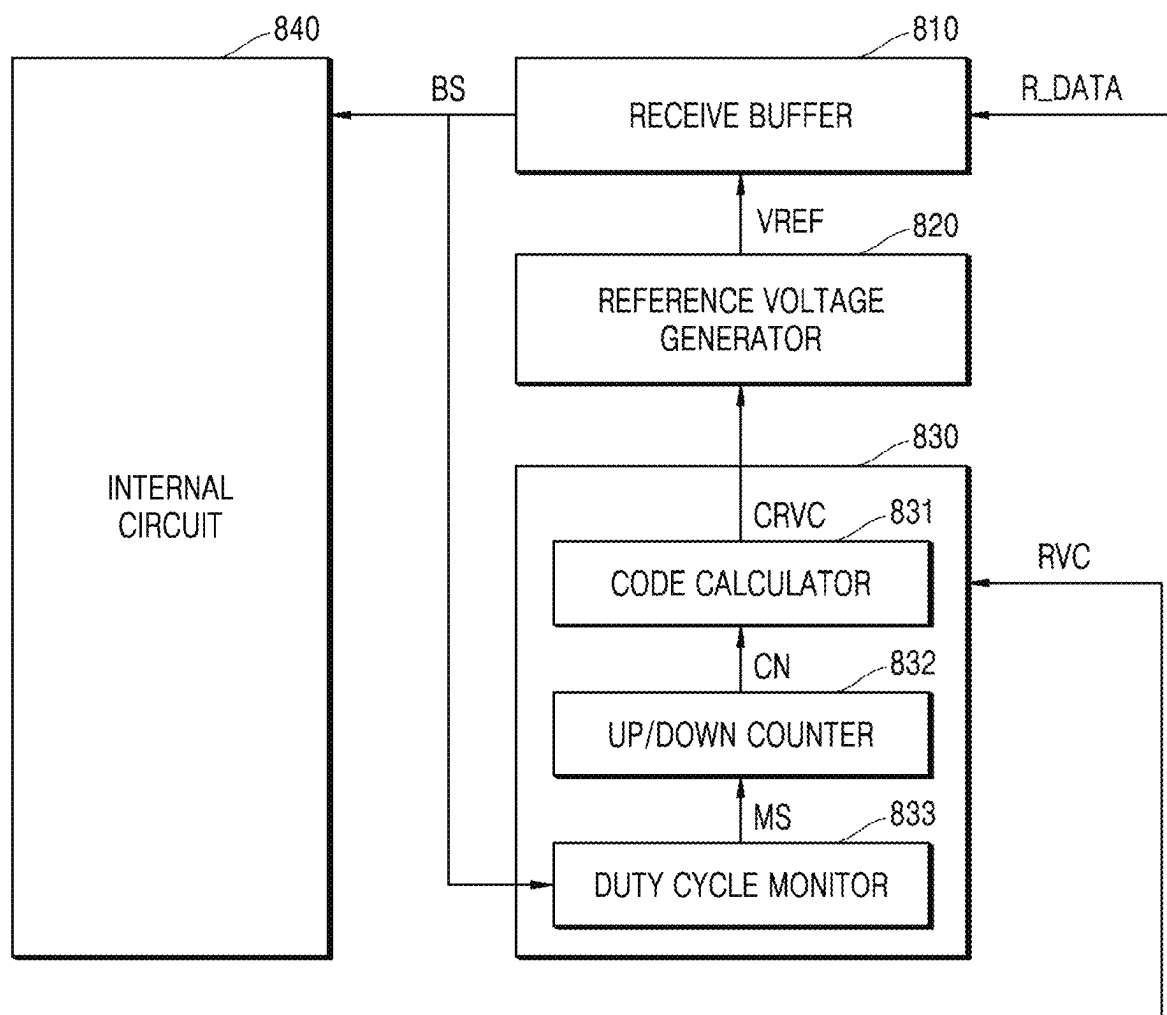 840
810
BS
RECEIVE BUFFER
R_DATA
VREF
820
REFERENCE VOLTAGE
GENERATOR
830
INTERNAL
CIRCUIT
CRVC
831
CODE CALCULATOR
RVC
CN
832
UP/DOWN COUNTER
MS
833
DUTY CYCLE MONITOR